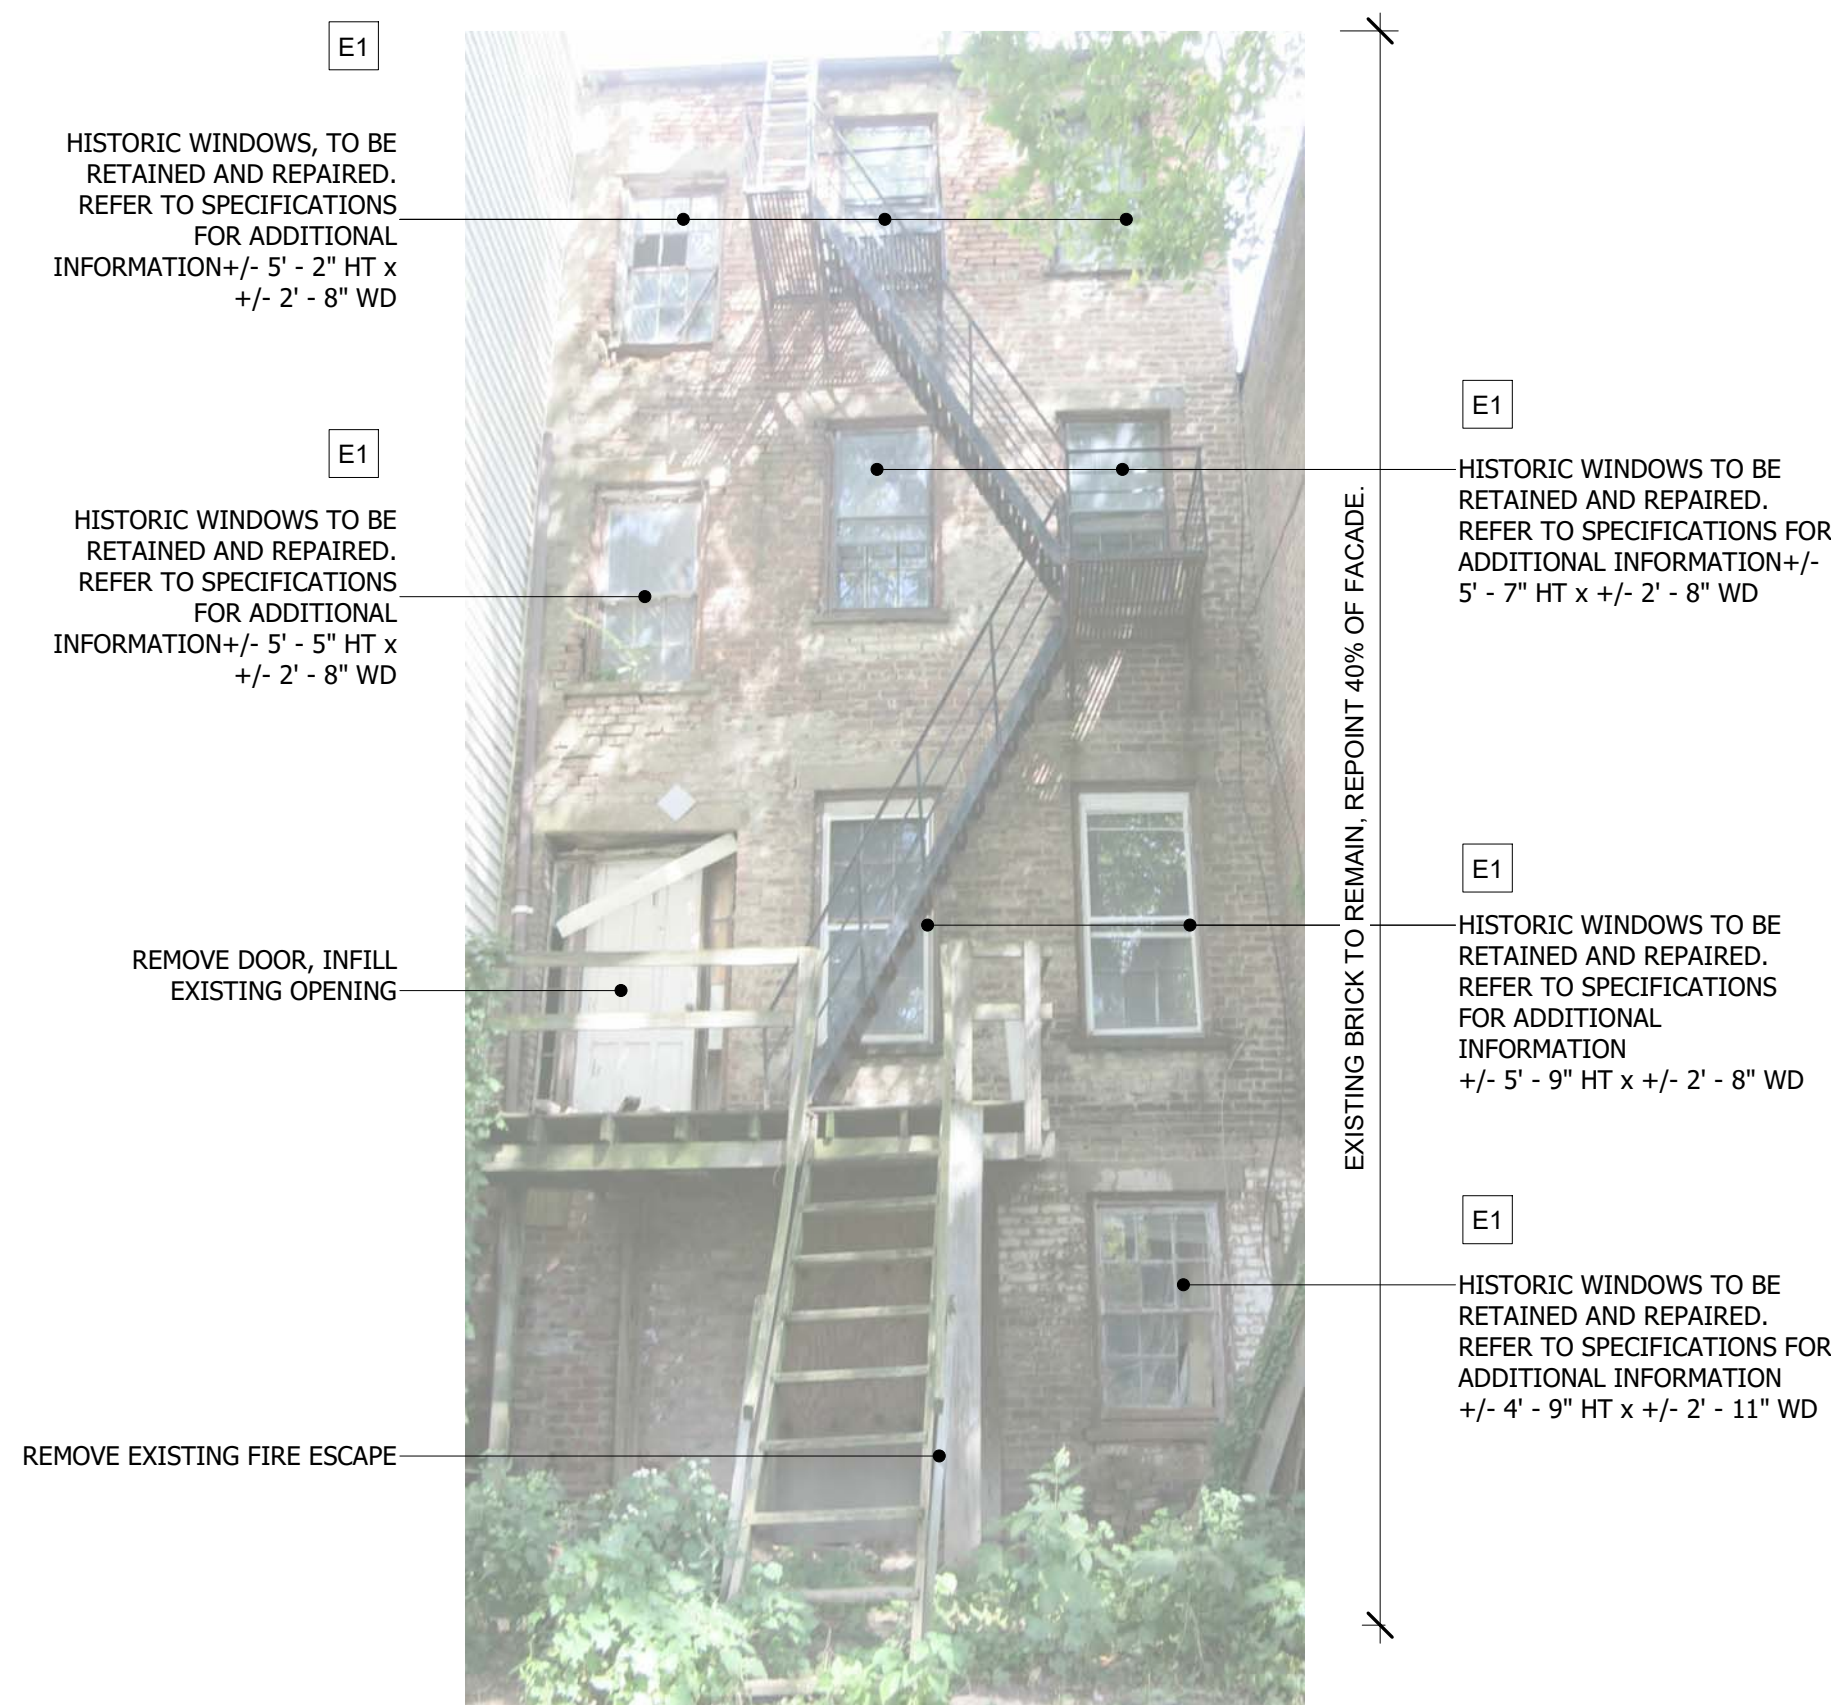 E1
HISTORIC WINDOWS, TO BE
RETAINED AND REPAIRED.
REFER TO SPECIFICATIONS
FOR ADDITIONAL
INFORMATION+/- 5' - 2" HT x
+/- 2' - 8" WD
E1
HISTORIC WINDOWS TO BE
RETAINED AND REPAIRED.
REFER TO SPECIFICATIONS
FOR ADDITIONAL
INFORMATION+/- 5' - 5" HT x
+/- 2' - 8" WD
REMOVE DOOR, INFILL
EXISTING OPENING
REMOVE EXISTING FIRE ESCAPE
EXISTING BRICK TO REMAIN, REPOINT 40% OF FACADE.
E1
HISTORIC WINDOWS TO BE
RETAINED AND REPAIRED.
REFER TO SPECIFICATIONS FOR
ADDITIONAL INFORMATION+/-
5' - 7" HT x +/- 2' - 8" WD
E1
HISTORIC WINDOWS TO BE
RETAINED AND REPAIRED.
REFER TO SPECIFICATIONS
FOR ADDITIONAL
INFORMATION
+/- 5' - 9" HT x +/- 2' - 8" WD
E1
HISTORIC WINDOWS TO BE
RETAINED AND REPAIRED.
REFER TO SPECIFICATIONS FOR
ADDITIONAL INFORMATION
+/- 4' - 9" HT x +/- 2' - 11" WD